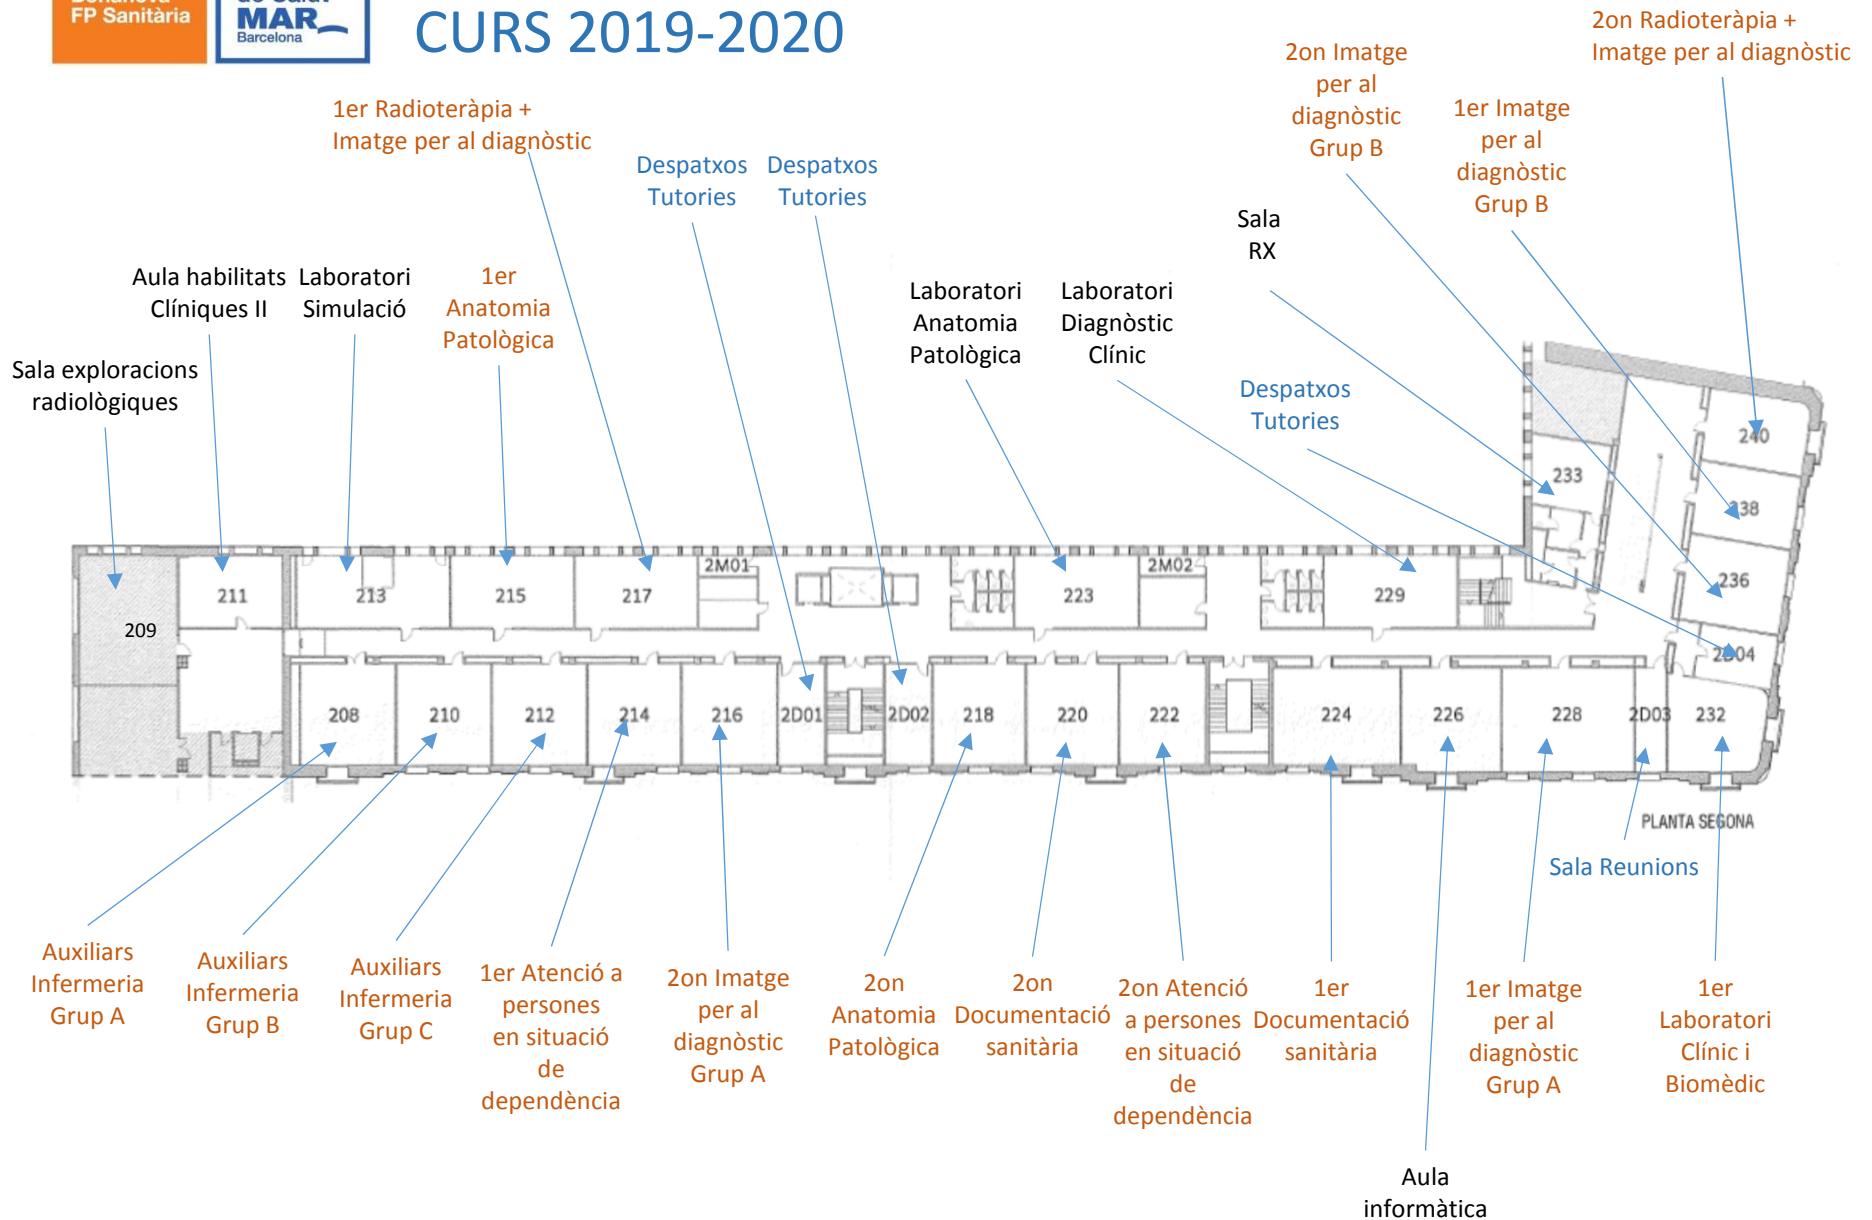 FP Sanitària
MAR
Barcelona
CURS 2019-2020
2on Radioteràpia +
Imatge per al diagnòstic
2on Imatge
per al
diagnòstic
Grup B
1er Imatge
per al
diagnòstic
Grup B
1er Radioteràpia +
Imatge per al diagnòstic
Despatxos
Tutories
Despatxos
Tutories
Sala
RX
Aula habilitats
Clíniques II
Laboratori
Simulació
1er
Anatomia
Patològica
Laboratori
Anatomia
Patològica
Laboratori
Diagnòstic
Clínic
Sala exploracions
radiològiques
Despatxos
Tutories
240
233
238
236
2D04
209
211
213
215
217
2M01
223
2M02
229
208
210
212
214
216
2D01
2D02
218
220
222
224
226
228
2D03
232
PLANTA SEGONA
Sala Reunions
Auxiliars
Infermeria
Grup A
Auxiliars
Infermeria
Grup B
Auxiliars
Infermeria
Grup C
1er Atenció a
persones
en situació
de
dependència
2on Imatge
per al
diagnòstic
Grup A
2on
Anatomia
Patològica
2on
Documentació
sanitària
2on Atenció
a persones
en situació
de
dependència
1er
Documentació
sanitària
1er Imatge
per al
diagnòstic
Grup A
1er
Laboratori
Clínic i
Biomèdic
Aula
informàtica